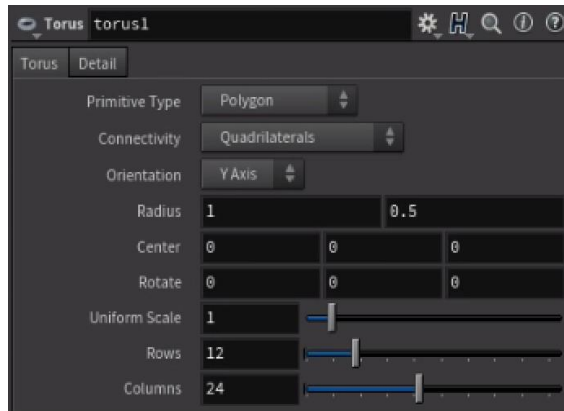 Torus torus1
Torus Detail
Primitive Type Polygon
Connectivity Quadrilaterals
Orientation Y Axis
Radius 1 0.5
Center 0 0 0
Rotate 0 0 0
Uniform Scale 1
Rows 12
Columns 24